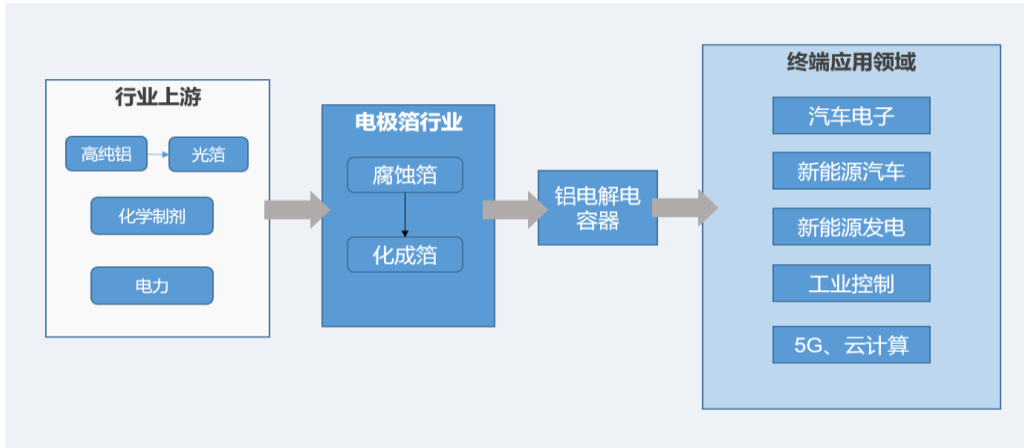 行业上游
高纯铝
光箔
化学制剂
电力
电极箔行业
腐蚀箔
化成箔
铝电解电
容器
终端应用领域
汽车电子
新能源汽车
新能源发电
工业控制
5G、云计算